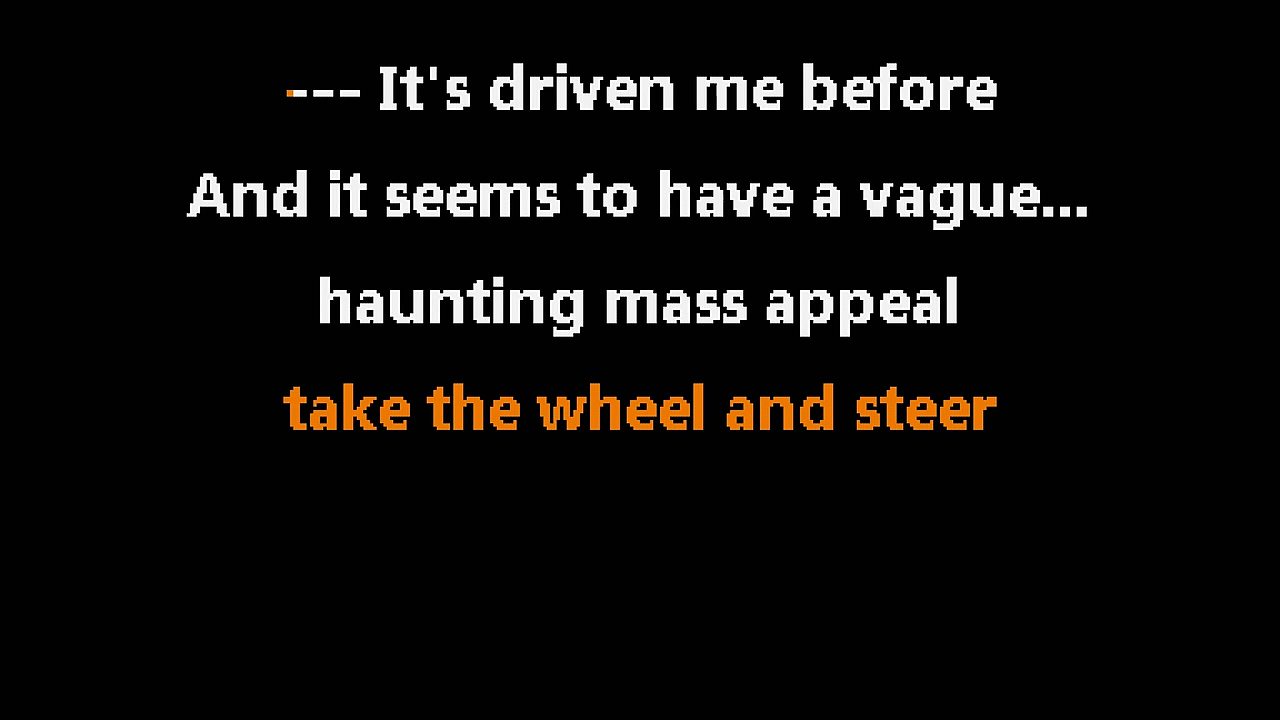 --- It's driven me before
And it seems to have a vague...
haunting mass appeal
take the wheel and steer